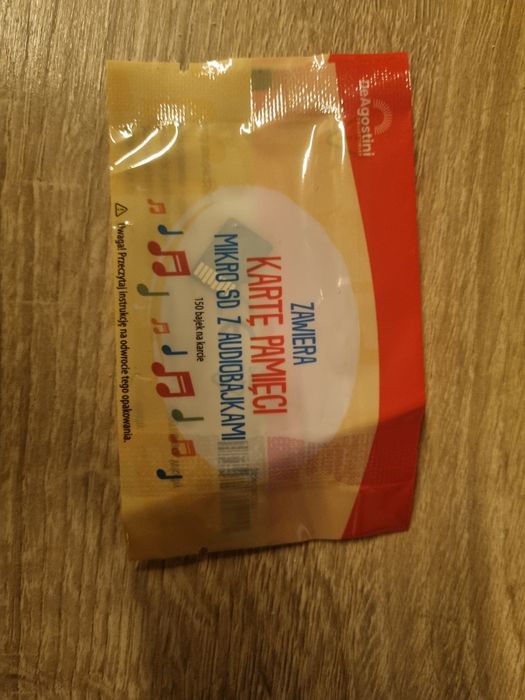 DeAgostini
ZAWIERA
KARTĘ PAMIĘCI
MIKRO SD Z AUDIOBAJKAMI
150 bajek na karcie
Uwaga! Przeczytaj instrukcję na odwrocie tego opakowania.